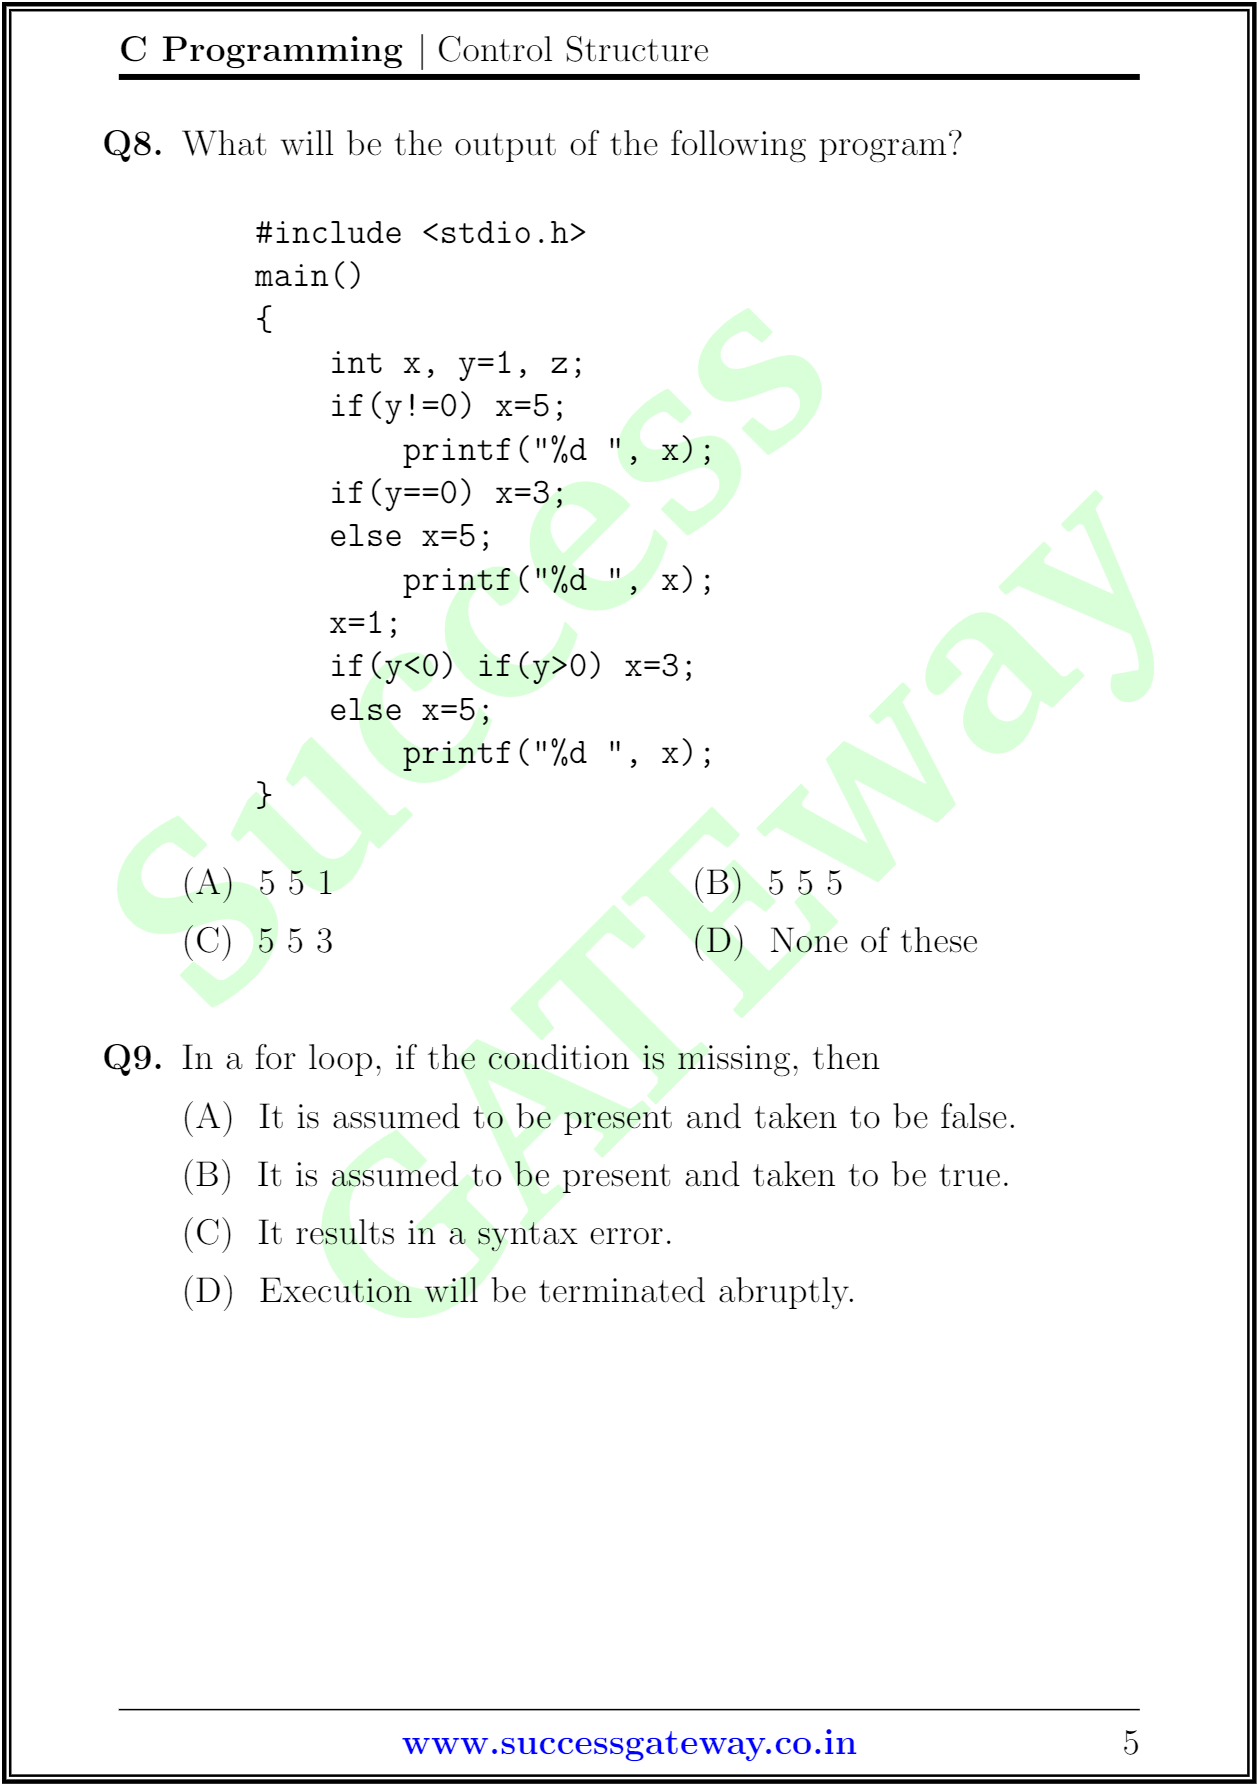 C Programming | Control Structure
Q8. What will be the output of the following program?
#include <stdio.h>
main()
{
    int x, y=1, z;
    if(y!=0) x=5;
        printf("%d ", x);
    if(y==0) x=3;
    else x=5;
        printf("%d ", x);
    x=1;
    if(y<0) if(y>0) x=3;
    else x=5;
        printf("%d ", x);
}
(A) 5 5 1 (B) 5 5 5
(C) 5 5 3 (D) None of these
Q9. In a for loop, if the condition is missing, then
(A) It is assumed to be present and taken to be false.
(B) It is assumed to be present and taken to be true.
(C) It results in a syntax error.
(D) Execution will be terminated abruptly.
Success
GATEway
www.successgateway.co.in 5